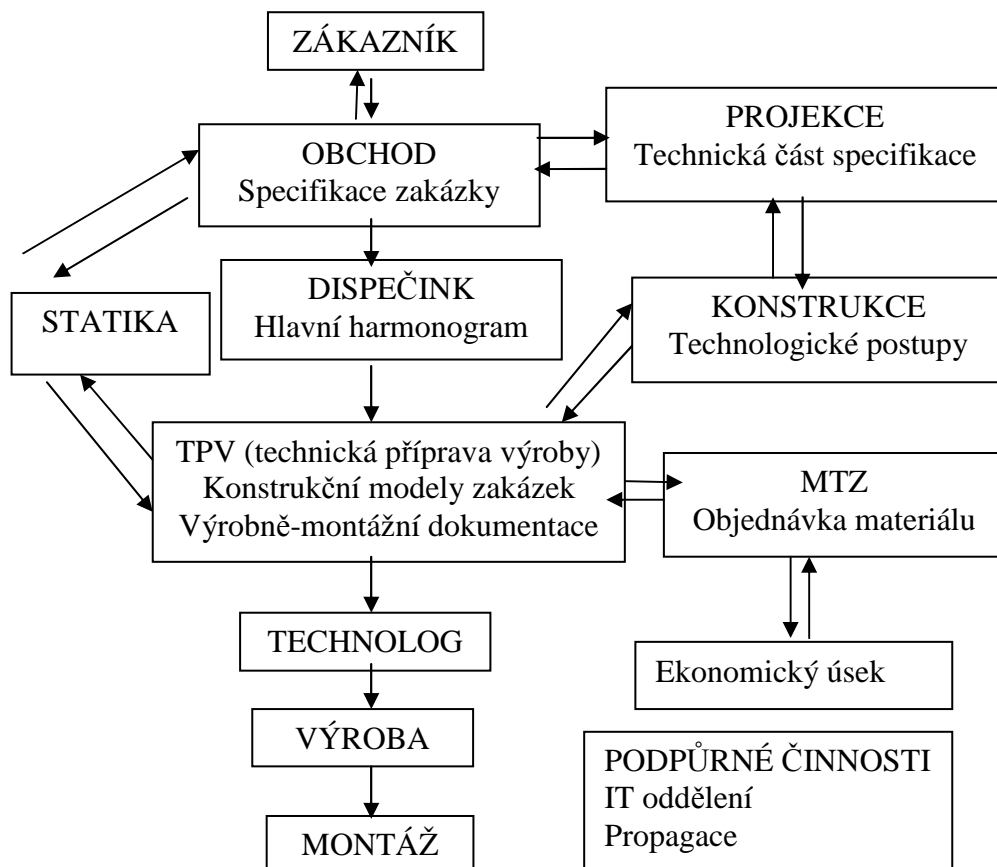 ZÁKAZNÍK
OBCHOD
Specifikace zakázky
PROJEKCE
Technická část specifikace
STATIKA
DISPEČINK
Hlavní harmonogram
KONSTRUKCE
Technologické postupy
TPV (technická příprava výroby)
Konstrukční modely zakázek
Výrobně-montážní dokumentace
MTZ
Objednávka materiálu
TECHNOLOG
Ekonomický úsek
VÝROBA
PODPŮRNÉ ČINNOSTI
IT oddělení
Propagace
MONTÁŽ